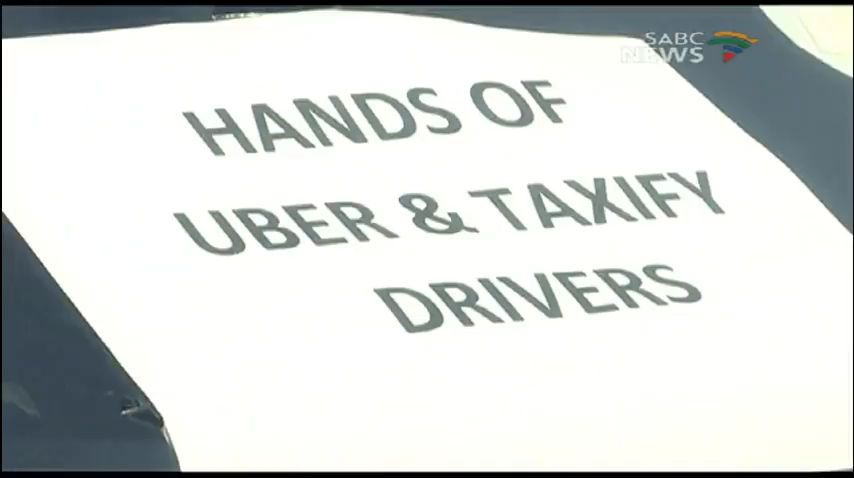 SABC
NEWS
HANDS OF
UBER & TAXIFY
DRIVERS